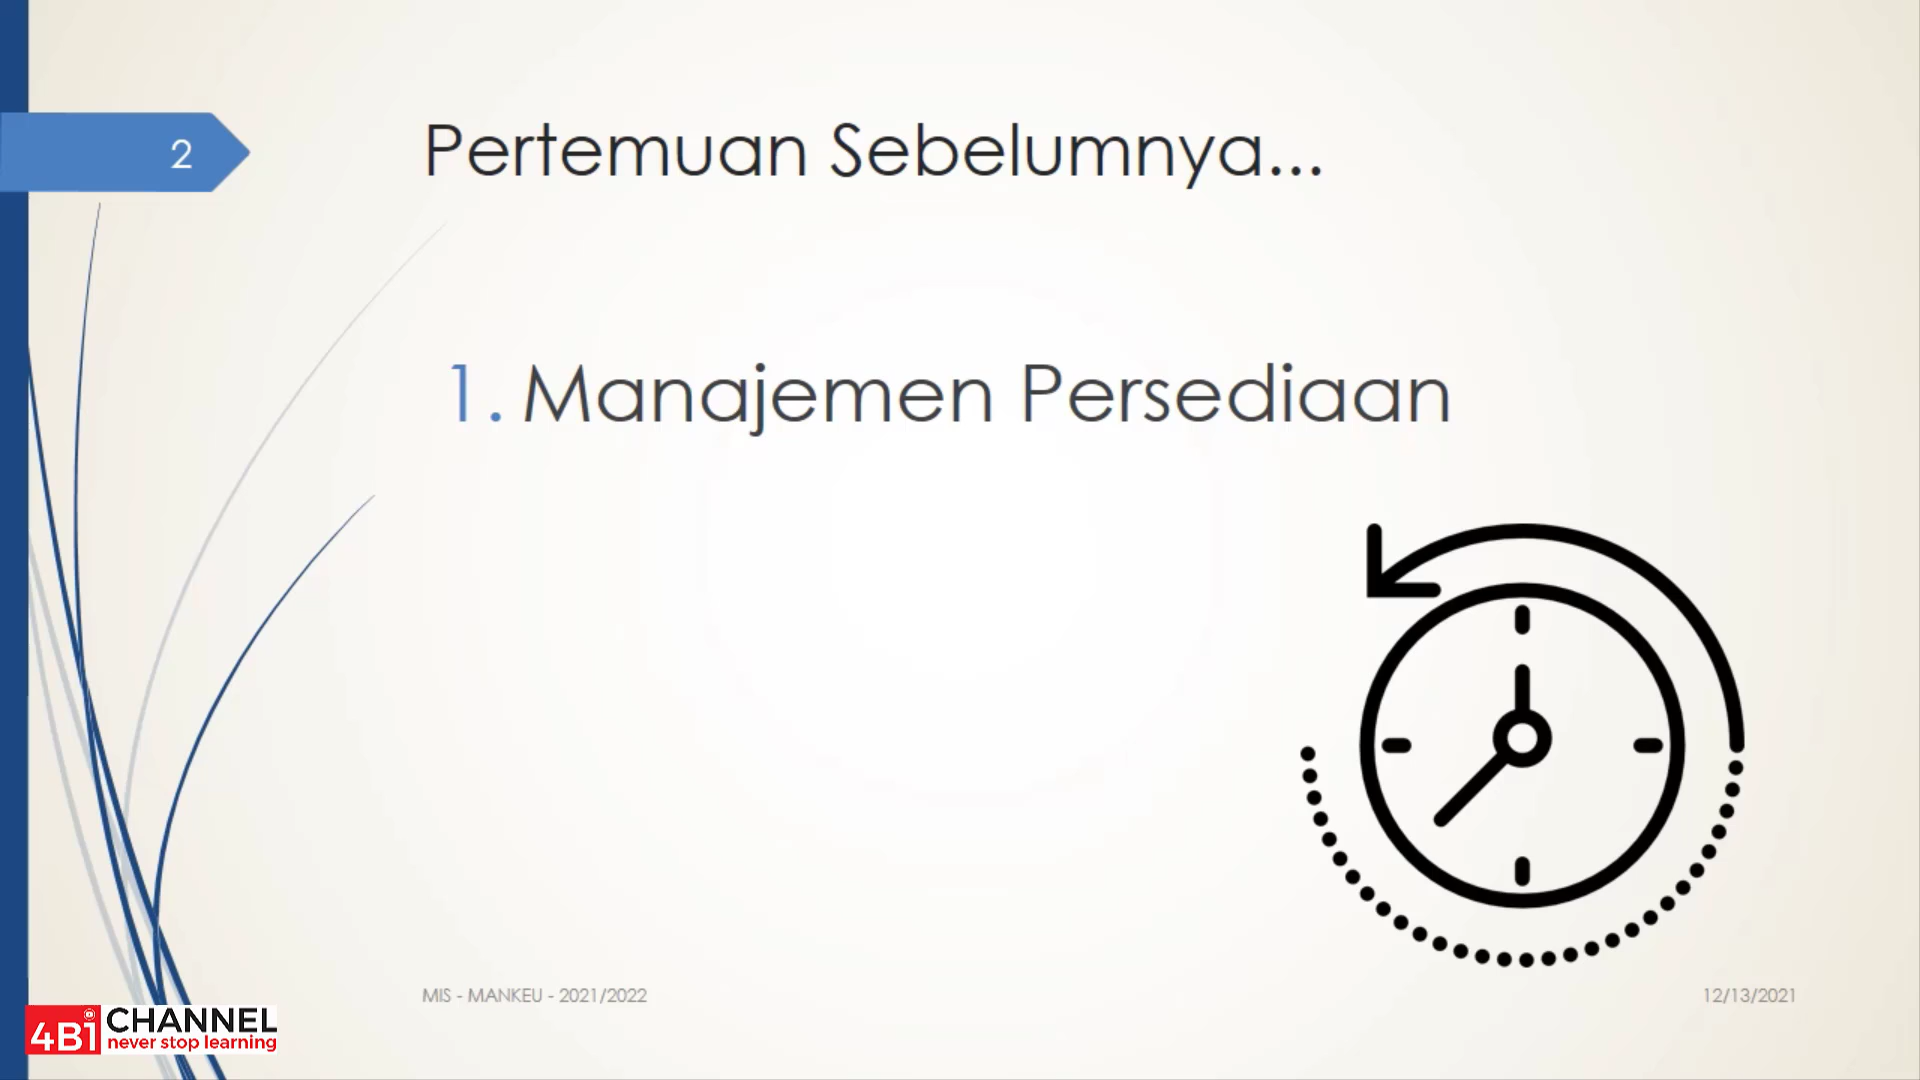 2
Pertemuan Sebelumnya...
1. Manajemen Persediaan
MIS - MANKEU - 2021/2022
12/13/2021
4Bi CHANNEL
never stop learning